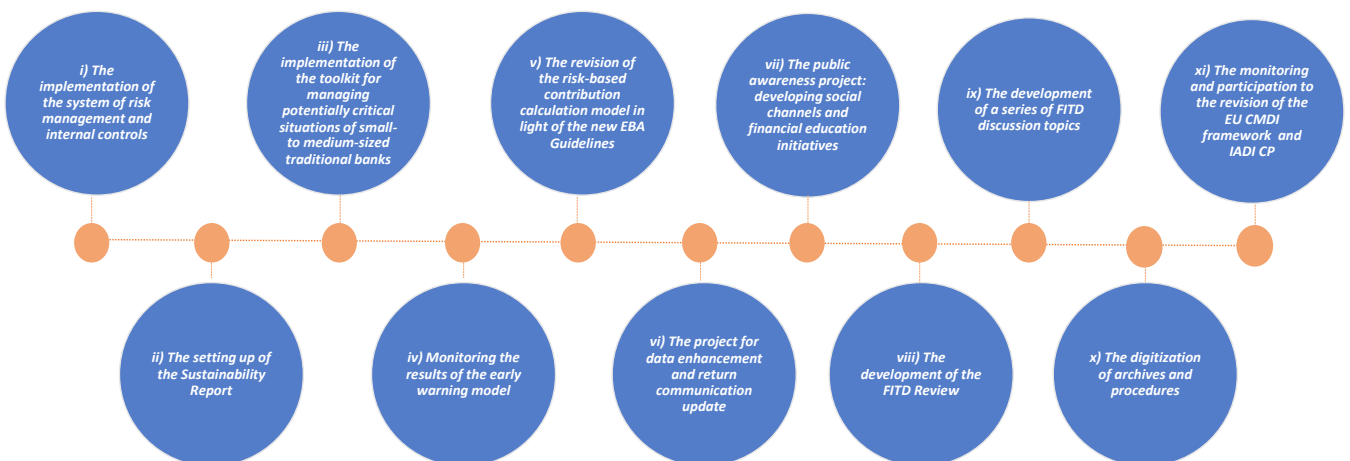 i) The
implementation of
the system of risk
management and
internal controls
ii) The setting up of
the Sustainability
Report
iii) The
implementation of
the toolkit for
managing
potentially critical
situations of small-
to medium-sized
traditional banks
iv) Monitoring the
results of the early
warning model
v) The revision of
the risk-based
contribution
calculation model in
light of the new EBA
Guidelines
vi) The project for
data enhancement
and return
communication
update
vii) The public
awareness project:
developing social
channels and
financial education
initiatives
viii) The
development of the
FITD Review
ix) The development
of a series of FITD
discussion topics
x) The digitization
of archives and
procedures
xi) The monitoring
and participation to
the revision of the
EU CMDI
framework and
IADI CP